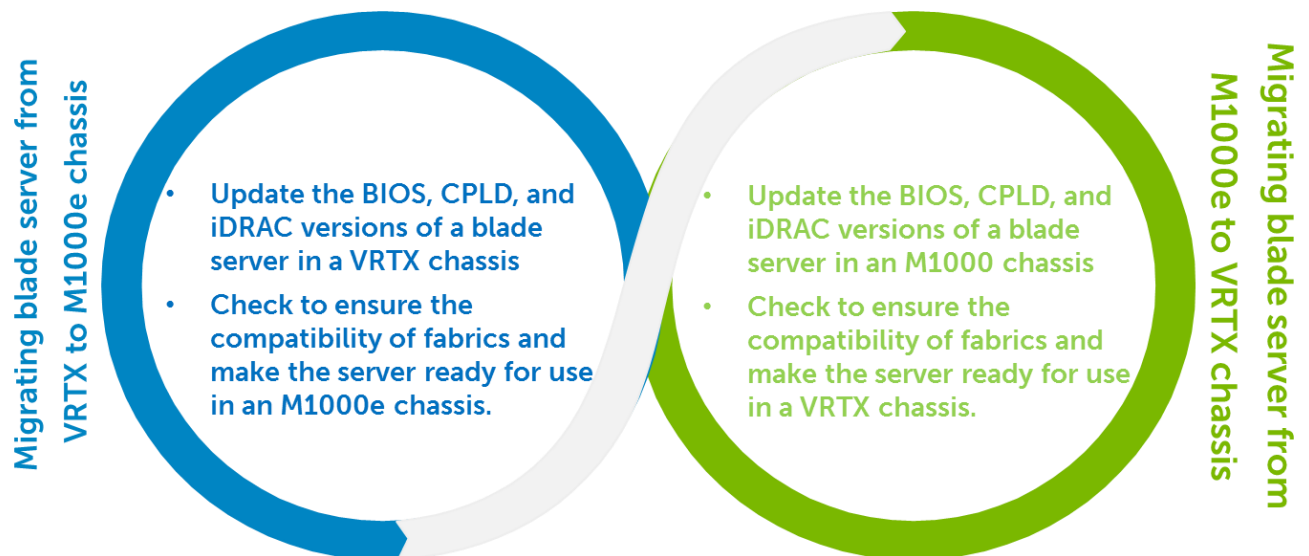 Migrating blade server from
VRTX to M1000e chassis
• Update the BIOS, CPLD, and
iDRAC versions of a blade
server in a VRTX chassis
• Check to ensure the
compatibility of fabrics and
make the server ready for use
in an M1000e chassis.
• Update the BIOS, CPLD, and
iDRAC versions of a blade
server in an M1000 chassis
• Check to ensure the
compatibility of fabrics and
make the server ready for use
in a VRTX chassis.
Migrating blade server from
M1000e to VRTX chassis